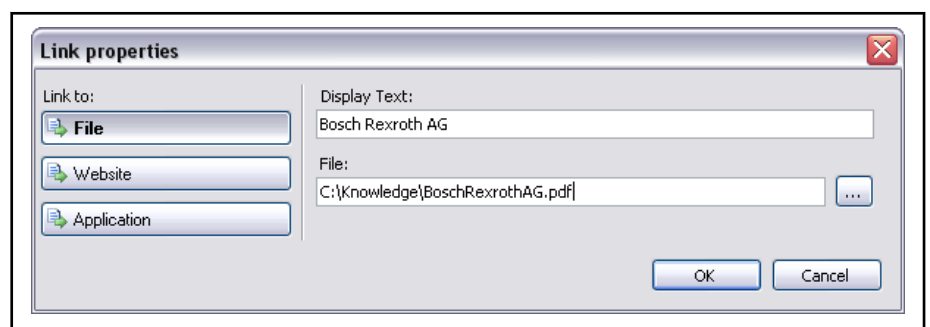 Link properties
Link to:
File
Website
Application
Display Text:
Bosch Rexroth AG
File:
C:\Knowledge\BoschRexrothAG.pdf
...
OK
Cancel